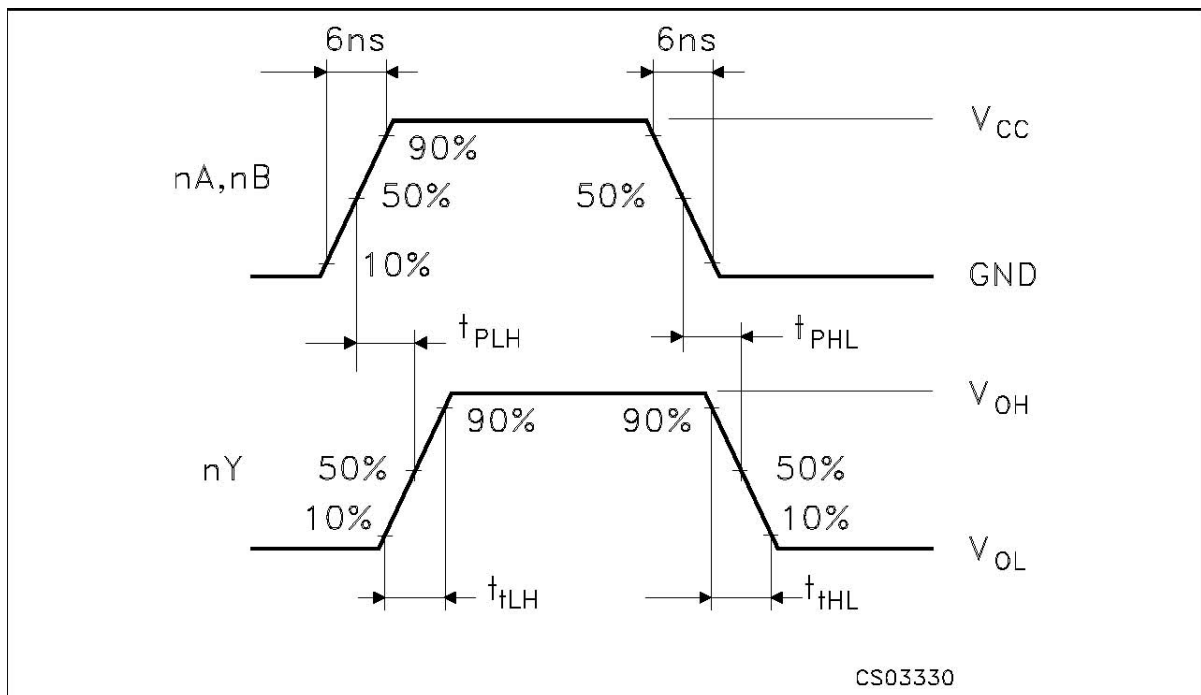 6ns 6ns
V_CC
90%
nA,nB
50% 50%
10%
GND
t_PLH t_PHL
V_OH
90% 90%
nY 50% 50%
10% 10%
V_OL
t_tLH t_tHL
CS03330